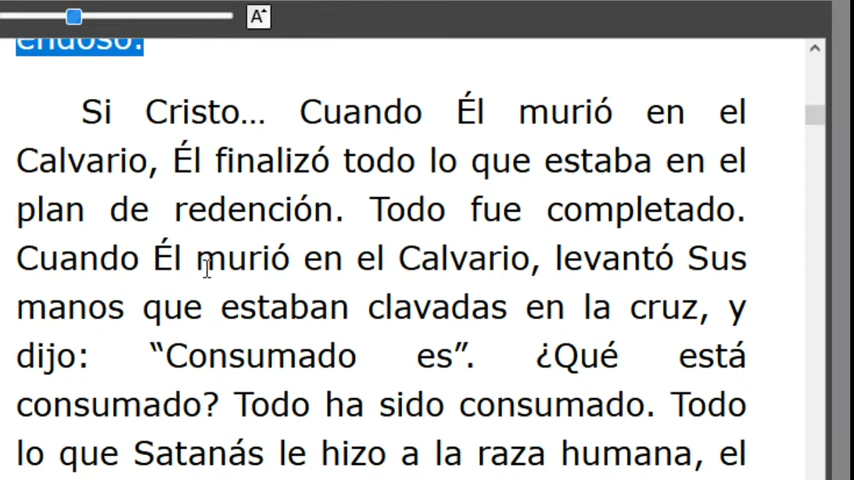 A
endoso.
Si Cristo… Cuando Él murió en el
Calvario, Él finalizó todo lo que estaba en el
plan de redención. Todo fue completado.
Cuando Él murió en el Calvario, levantó Sus
manos que estaban clavadas en la cruz, y
dijo: “Consumado es”. ¿Qué está
consumado? Todo ha sido consumado. Todo
lo que Satanás le hizo a la raza humana, el